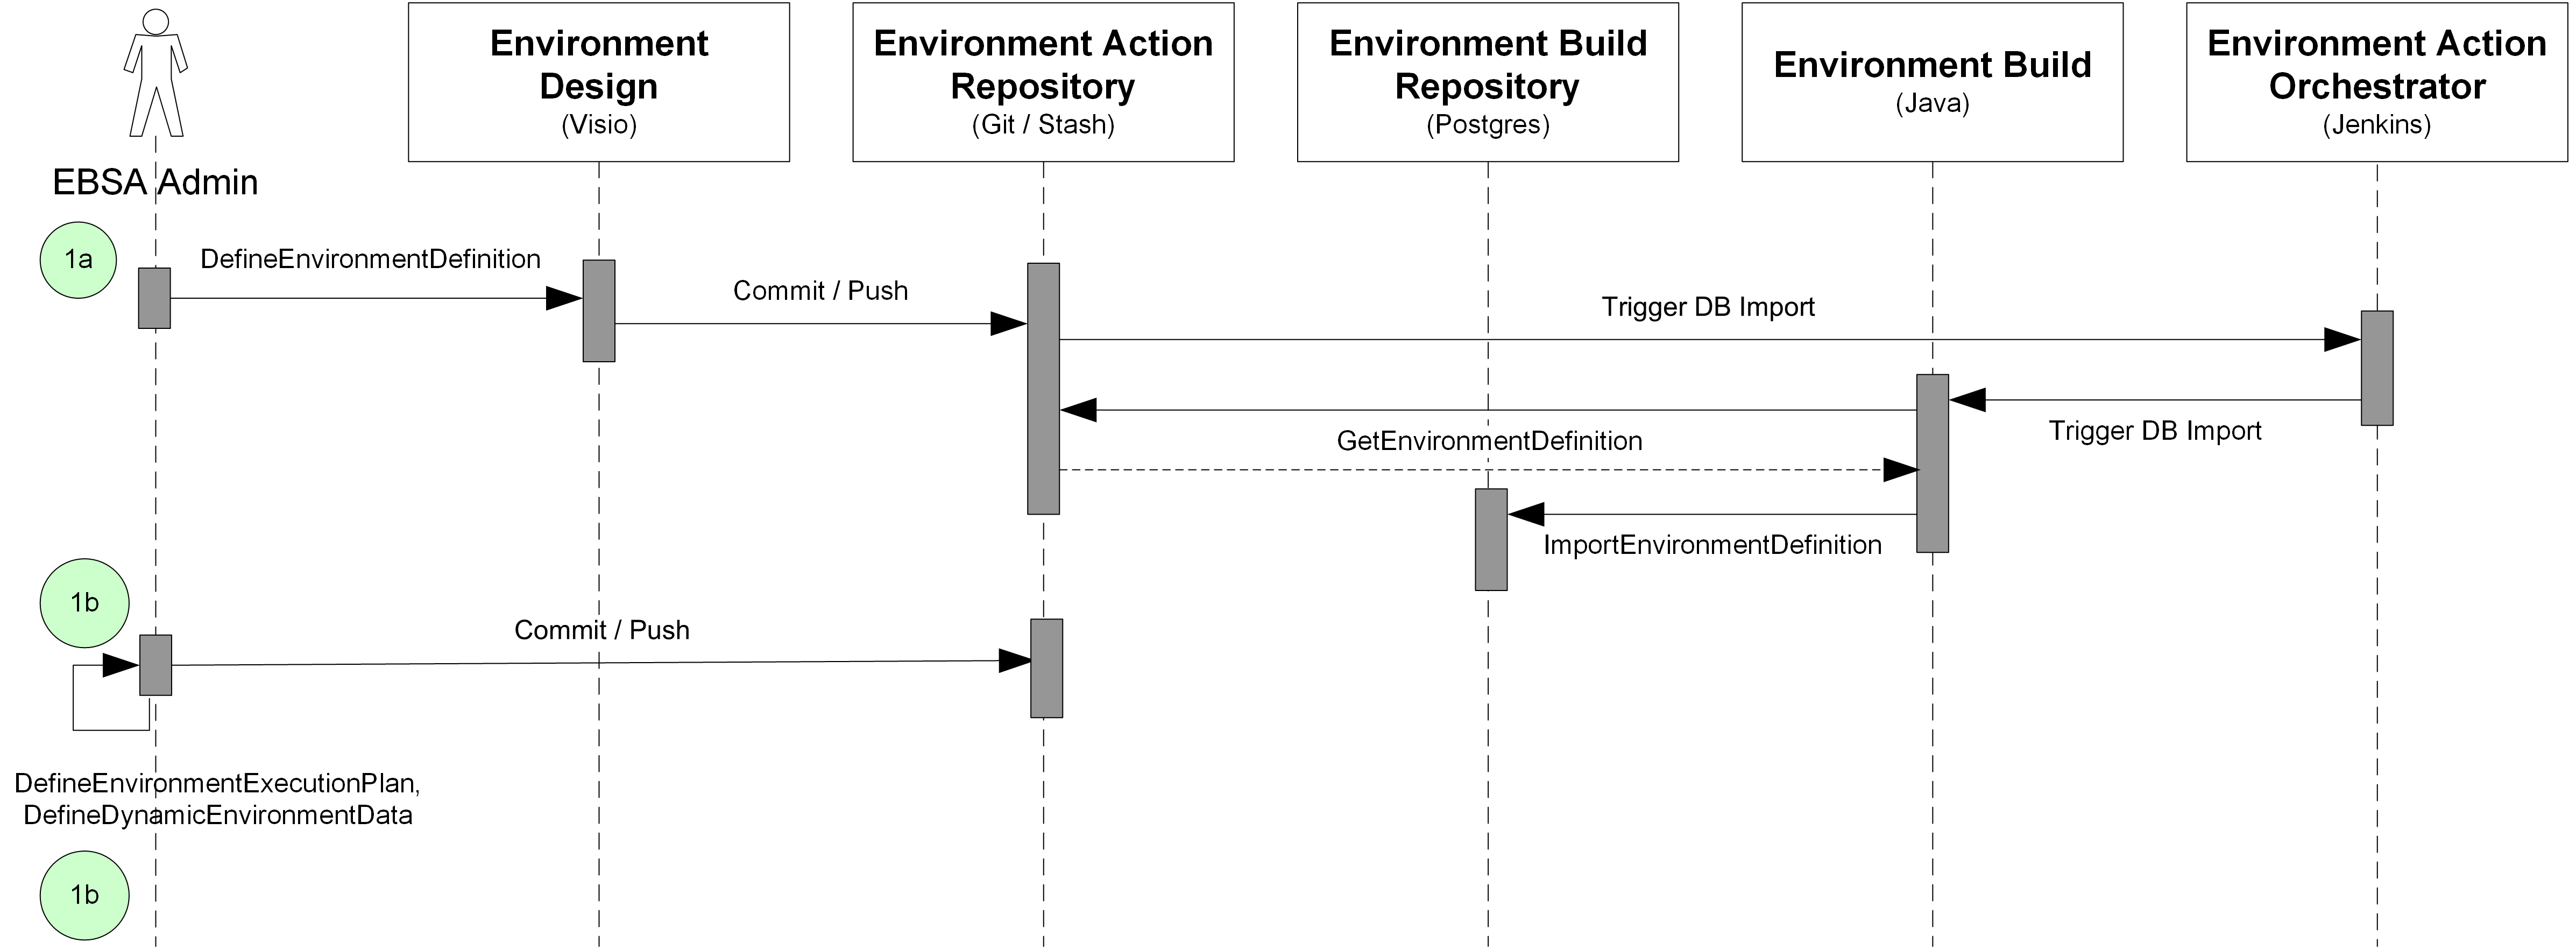 Environment
Design
(Visio)
Environment Action
Repository
(Git / Stash)
Environment Build
Repository
(Postgres)
Environment Build
(Java)
Environment Action
Orchestrator
(Jenkins)
EBSA Admin
1a
DefineEnvironmentDefinition
Commit / Push
Trigger DB Import
Trigger DB Import
GetEnvironmentDefinition
ImportEnvironmentDefinition
1b
Commit / Push
DefineEnvironmentExecutionPlan,
DefineDynamicEnvironmentData
1b